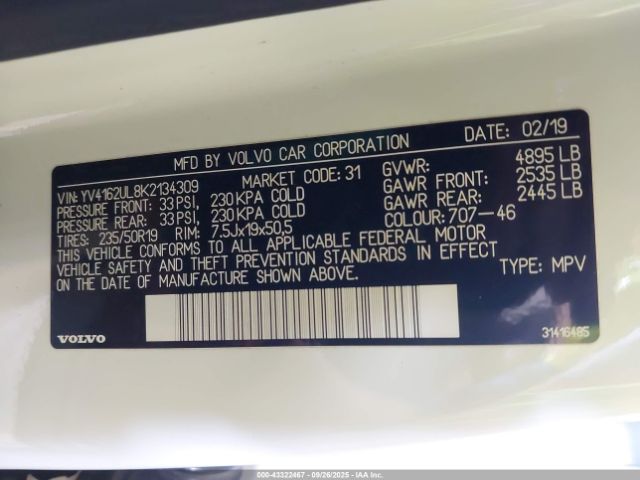 MFD BY VOLVO CAR CORPORATION DATE: 02/19
VIN: YV4162UL8K2134309 MARKET CODE: 31 GVWR: 4895 LB
PRESSURE FRONT: 33 PSI, 230 KPA COLD GAWR FRONT: 2535 LB
PRESSURE REAR: 33 PSI, 230 KPA COLD GAWR REAR: 2445 LB
TIRES: 235/50R19 RIM: 7.5Jx19x50,5 COLOUR: 707-46
THIS VEHICLE CONFORMS TO ALL APPLICABLE FEDERAL MOTOR
VEHICLE SAFETY AND THEFT PREVENTION STANDARDS IN EFFECT
ON THE DATE OF MANUFACTURE SHOWN ABOVE. TYPE: MPV
VOLVO 31416485
000-43322467 - 09/26/2025 - IAA Inc.